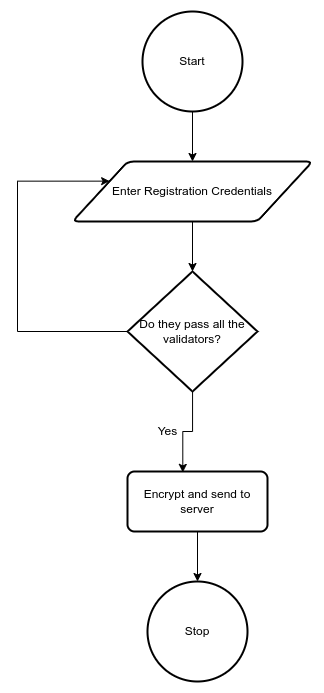 Start
Enter Registration Credentials
Do they pass all the
validators?
Yes
Encrypt and send to
server
Stop